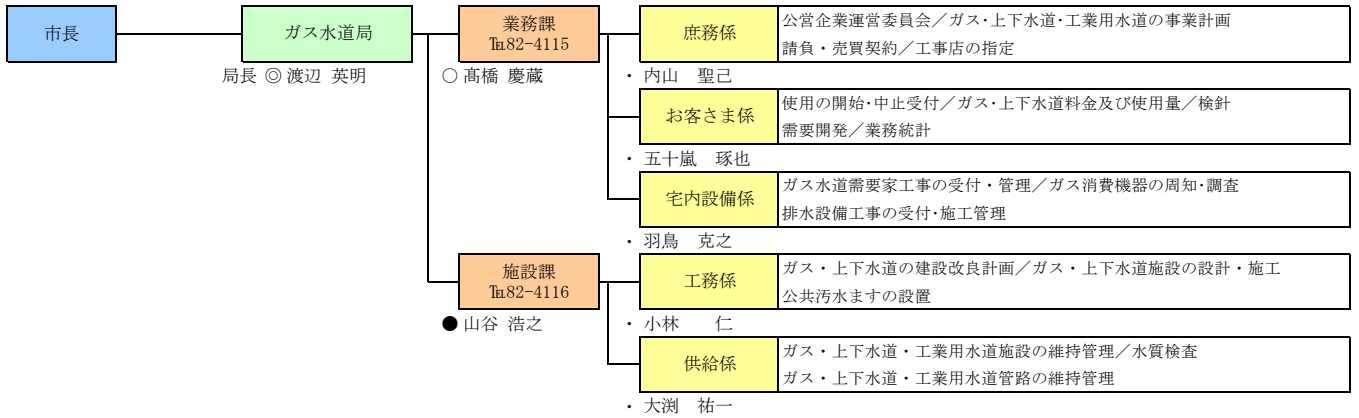 市長
ガス水道局
局長 ◎ 渡辺 英明
業務課
℡82-4115
○ 髙橋 慶蔵
庶務係
公営企業運営委員会／ガス・上下水道・工業用水道の事業計画
請負・売買契約／工事店の指定
・ 内山 聖己
お客さま係
使用の開始・中止受付／ガス・上下水道料金及び使用量／検針
需要開発／業務統計
・ 五十嵐 琢也
宅内設備係
ガス水道需要家工事の受付・管理／ガス消費機器の周知・調査
排水設備工事の受付・施工管理
・ 羽鳥 克之
施設課
℡82-4116
● 山谷 浩之
工務係
ガス・上下水道の建設改良計画／ガス・上下水道施設の設計・施工
公共汚水ますの設置
・ 小林 仁
供給係
ガス・上下水道・工業用水道施設の維持管理／水質検査
ガス・上下水道・工業用水道管路の維持管理
・ 大渕 祐一